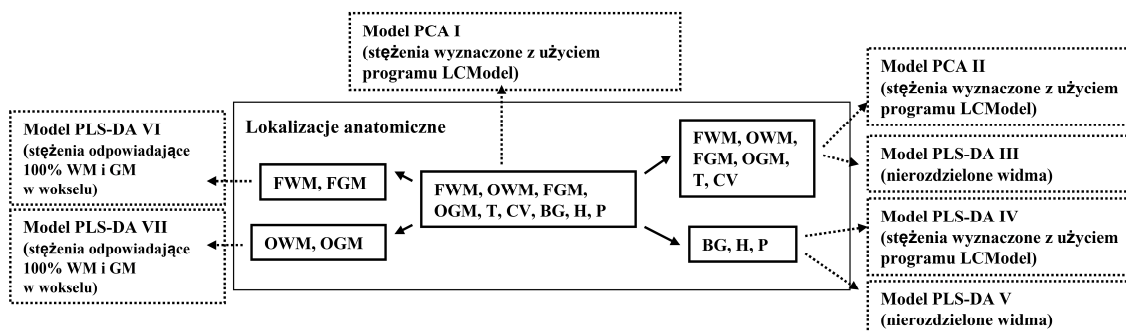 Model PCA I
(stężenia wyznaczone z użyciem
programu LCModel)
Model PCA II
(stężenia wyznaczone z użyciem
programu LCModel)
Model PLS-DA VI
(stężenia odpowiadające
100% WM i GM
w wokselu)
Lokalizacje anatomiczne
FWM, OWM,
FGM, OGM,
T, CV
Model PLS-DA III
(nierozdzielone widma)
FWM, FGM
FWM, OWM, FGM,
OGM, T, CV, BG, H, P
Model PLS-DA VII
(stężenia odpowiadające
100% WM i GM
w wokselu)
OWM, OGM
BG, H, P
Model PLS-DA IV
(stężenia wyznaczone z użyciem
programu LCModel)
Model PLS-DA V
(nierozdzielone widma)